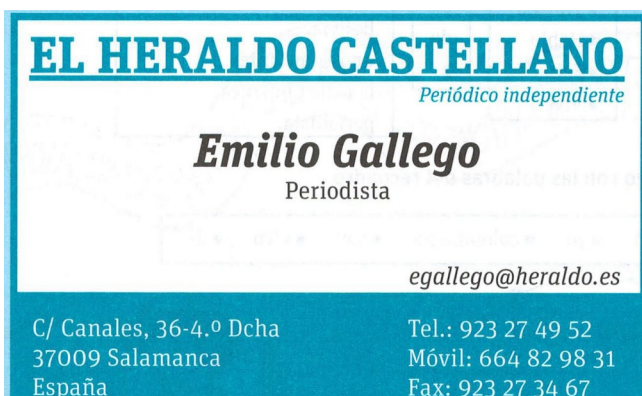 EL HERALDO CASTELLANO
Periódico independiente
Emilio Gallego
Periodista
egallego@heraldo.es
C/ Canales, 36-4.º Dcha
37009 Salamanca
España
Tel.: 923 27 49 52
Móvil: 664 82 98 31
Fax: 923 27 34 67